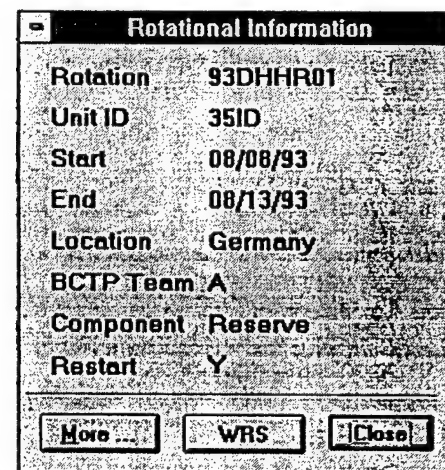 Rotational Information
Rotation 93DHHR01
Unit ID 35ID
Start 08/08/93
End 08/13/93
Location Germany
BCTP Team A
Component Reserve
Restart Y
More ... WRS Close